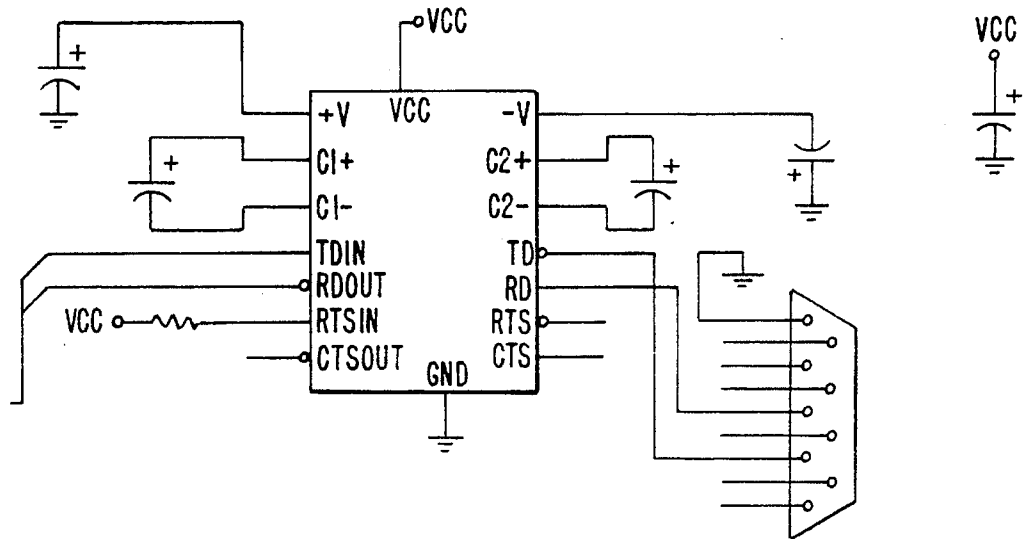 VCC
VCC
+
+
+V
VCC
-V
+
C1+
C2+
+
+
C1-
C2-
+
TDIN
TD
RDOUT
RD
VCC
RTSIN
RTS
CTSOUT
CTS
GND